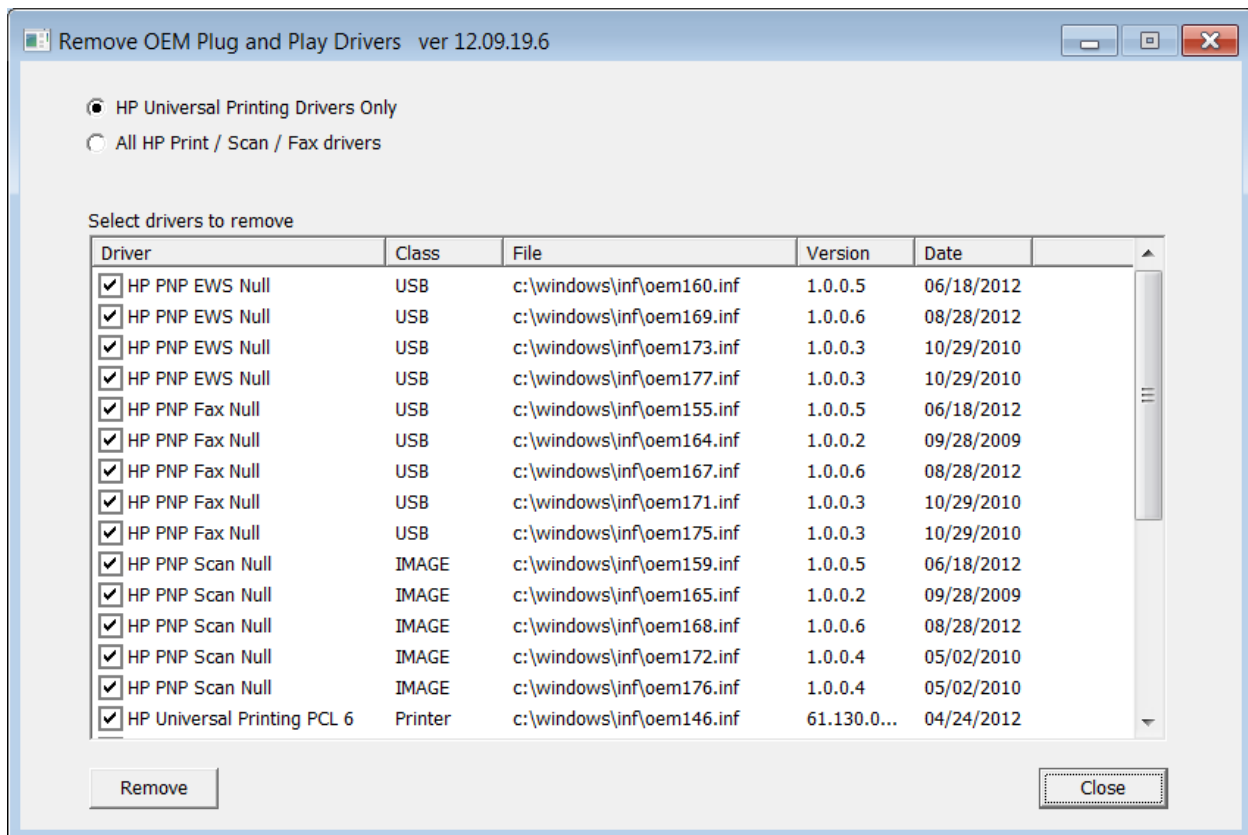 Remove OEM Plug and Play Drivers ver 12.09.19.6
HP Universal Printing Drivers Only
All HP Print / Scan / Fax drivers
Select drivers to remove
Driver Class File Version Date
HP PNP EWS Null USB c:\windows\inf\oem160.inf 1.0.0.5 06/18/2012
HP PNP EWS Null USB c:\windows\inf\oem169.inf 1.0.0.6 08/28/2012
HP PNP EWS Null USB c:\windows\inf\oem173.inf 1.0.0.3 10/29/2010
HP PNP EWS Null USB c:\windows\inf\oem177.inf 1.0.0.3 10/29/2010
HP PNP Fax Null USB c:\windows\inf\oem155.inf 1.0.0.5 06/18/2012
HP PNP Fax Null USB c:\windows\inf\oem164.inf 1.0.0.2 09/28/2009
HP PNP Fax Null USB c:\windows\inf\oem167.inf 1.0.0.6 08/28/2012
HP PNP Fax Null USB c:\windows\inf\oem171.inf 1.0.0.3 10/29/2010
HP PNP Fax Null USB c:\windows\inf\oem175.inf 1.0.0.3 10/29/2010
HP PNP Scan Null IMAGE c:\windows\inf\oem159.inf 1.0.0.5 06/18/2012
HP PNP Scan Null IMAGE c:\windows\inf\oem165.inf 1.0.0.2 09/28/2009
HP PNP Scan Null IMAGE c:\windows\inf\oem168.inf 1.0.0.6 08/28/2012
HP PNP Scan Null IMAGE c:\windows\inf\oem172.inf 1.0.0.4 05/02/2010
HP PNP Scan Null IMAGE c:\windows\inf\oem176.inf 1.0.0.4 05/02/2010
HP Universal Printing PCL 6 Printer c:\windows\inf\oem146.inf 61.130.0... 04/24/2012
Remove Close